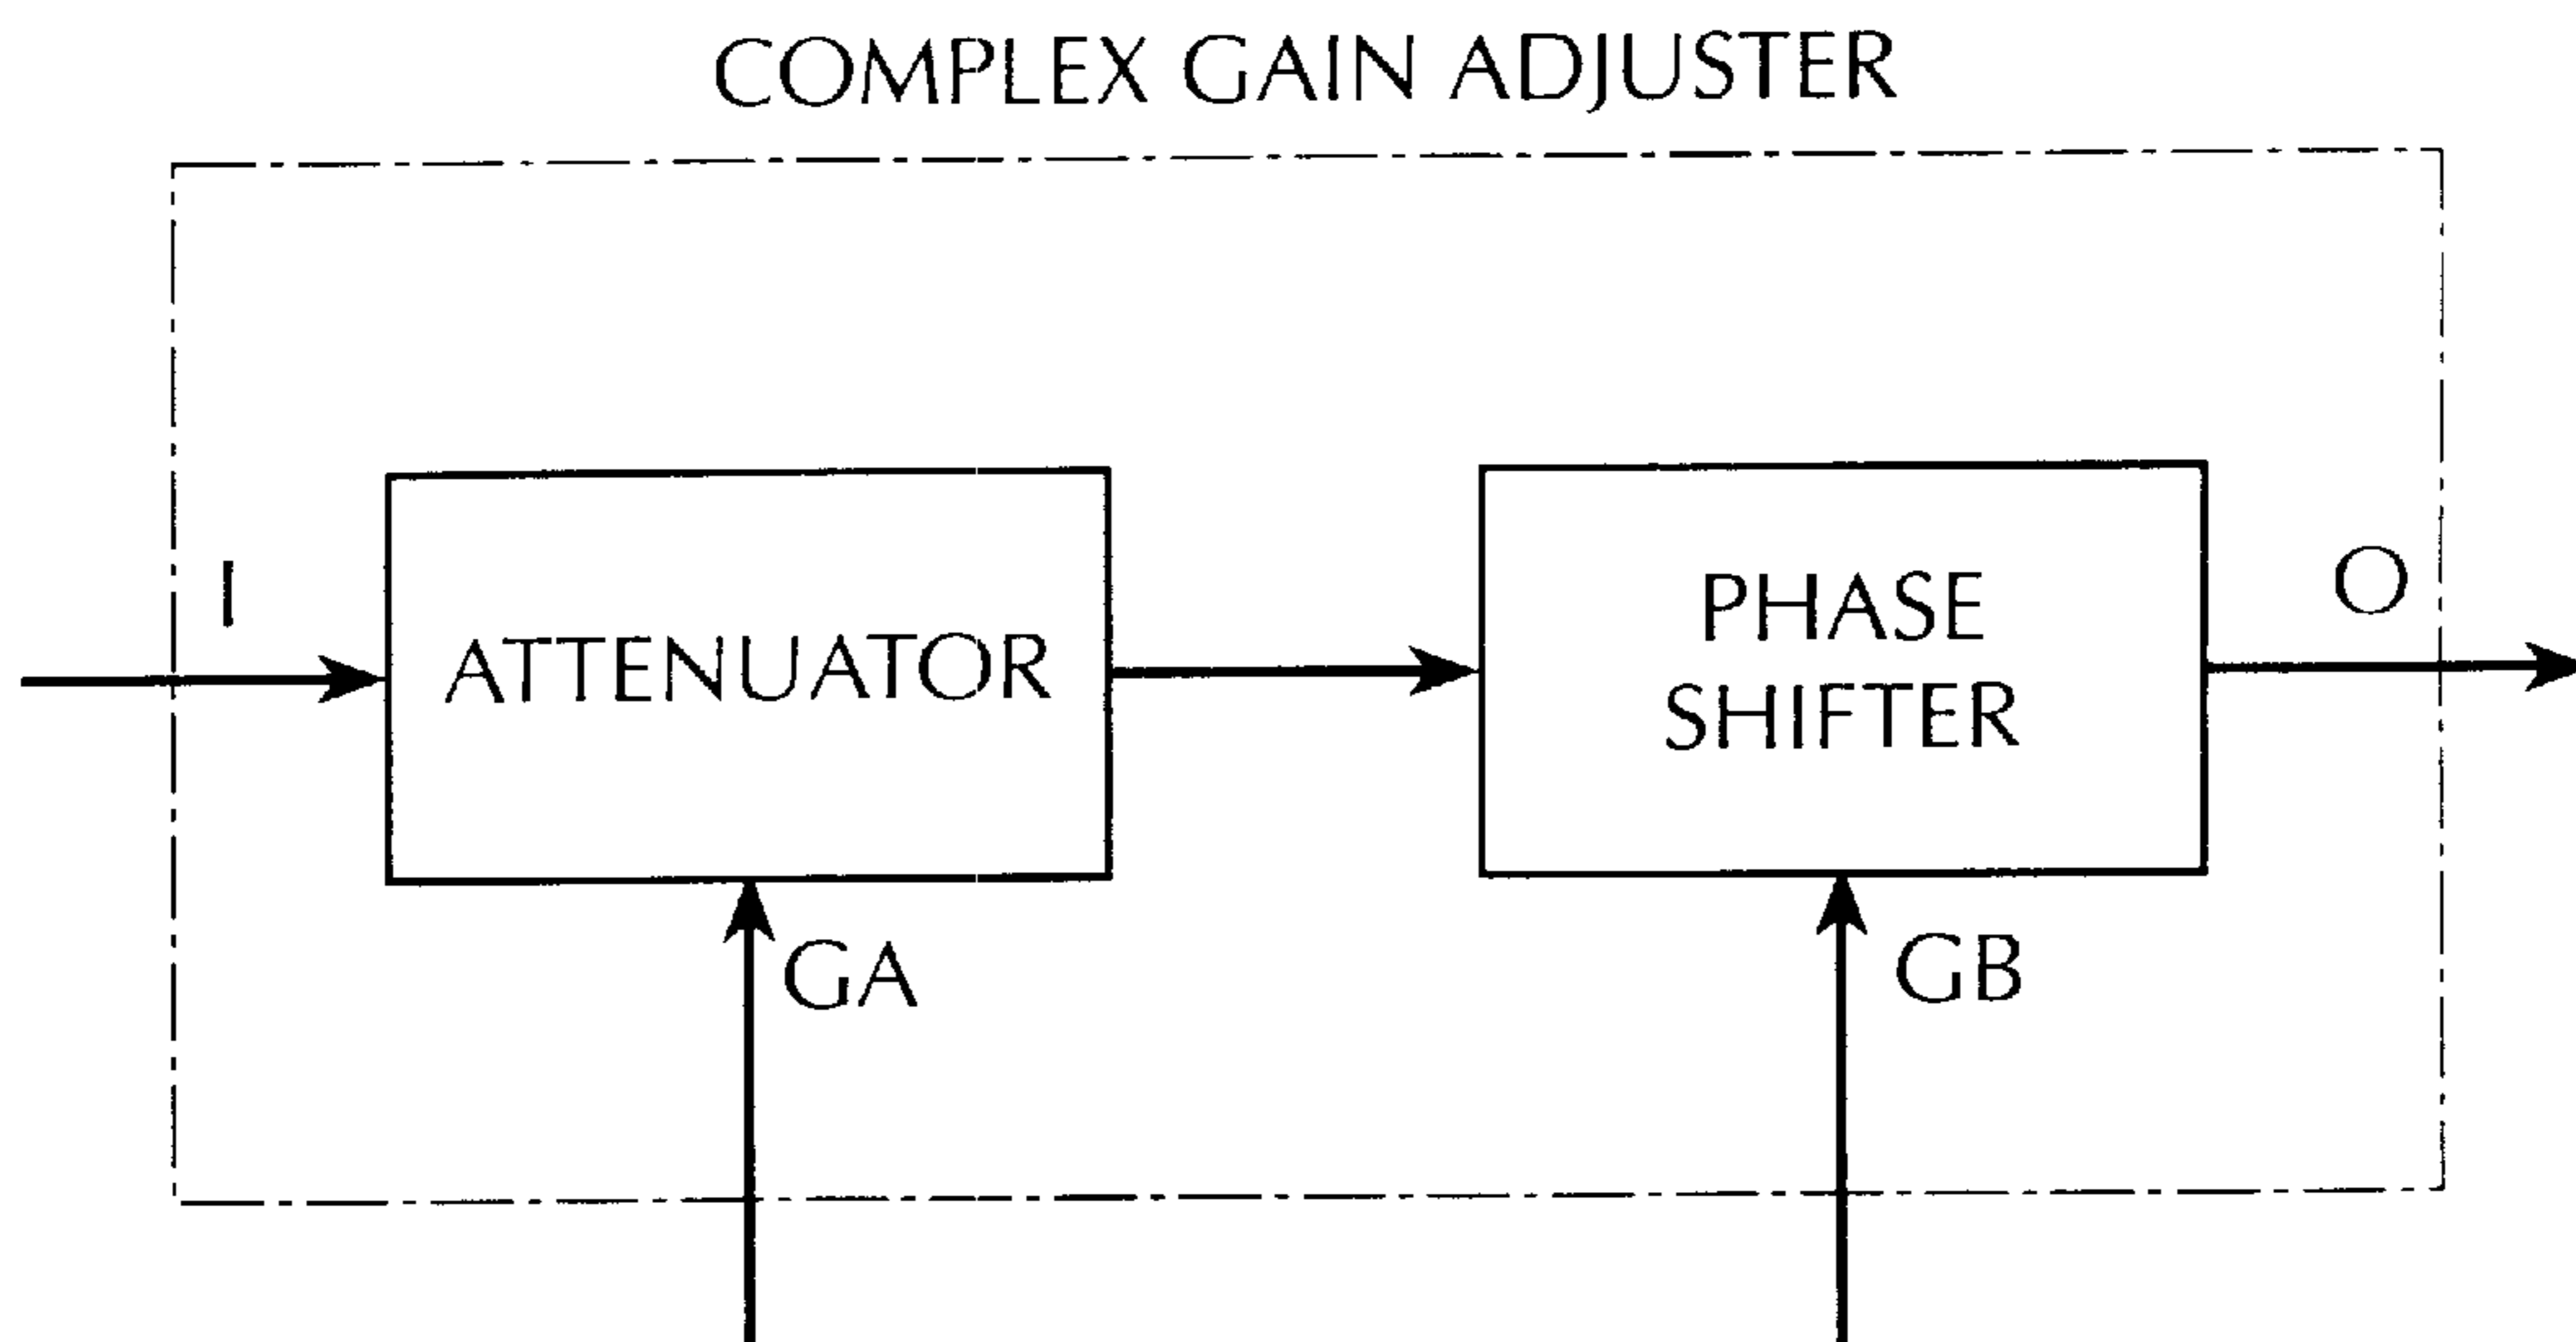 COMPLEX GAIN ADJUSTER
I
ATTENUATOR
PHASE
SHIFTER
O
GA
GB